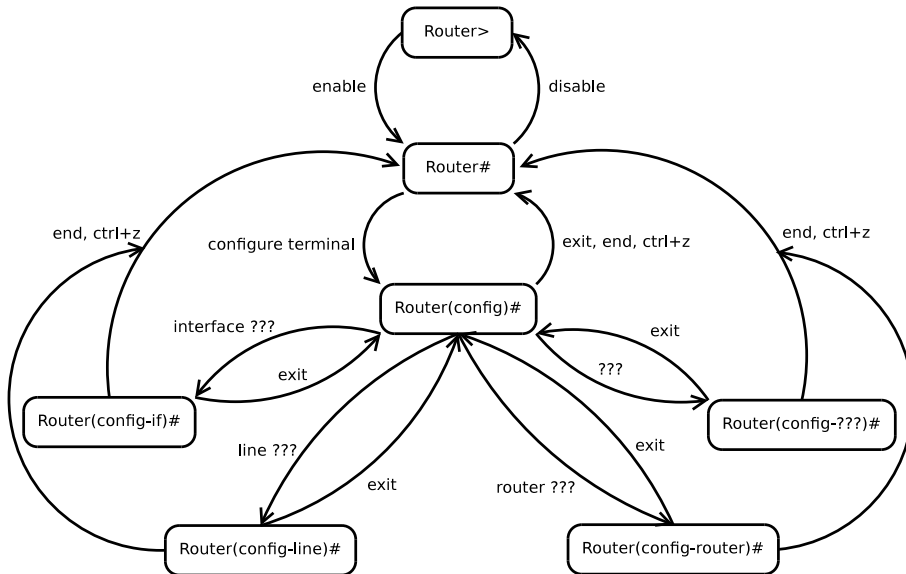 Router>
enable
disable
Router#
end, ctrl+z
configure terminal
exit, end, ctrl+z
end, ctrl+z
Router(config)#
interface ???
exit
exit
???
Router(config-if)#
Router(config-???)#
line ???
exit
router ???
exit
Router(config-line)#
Router(config-router)#